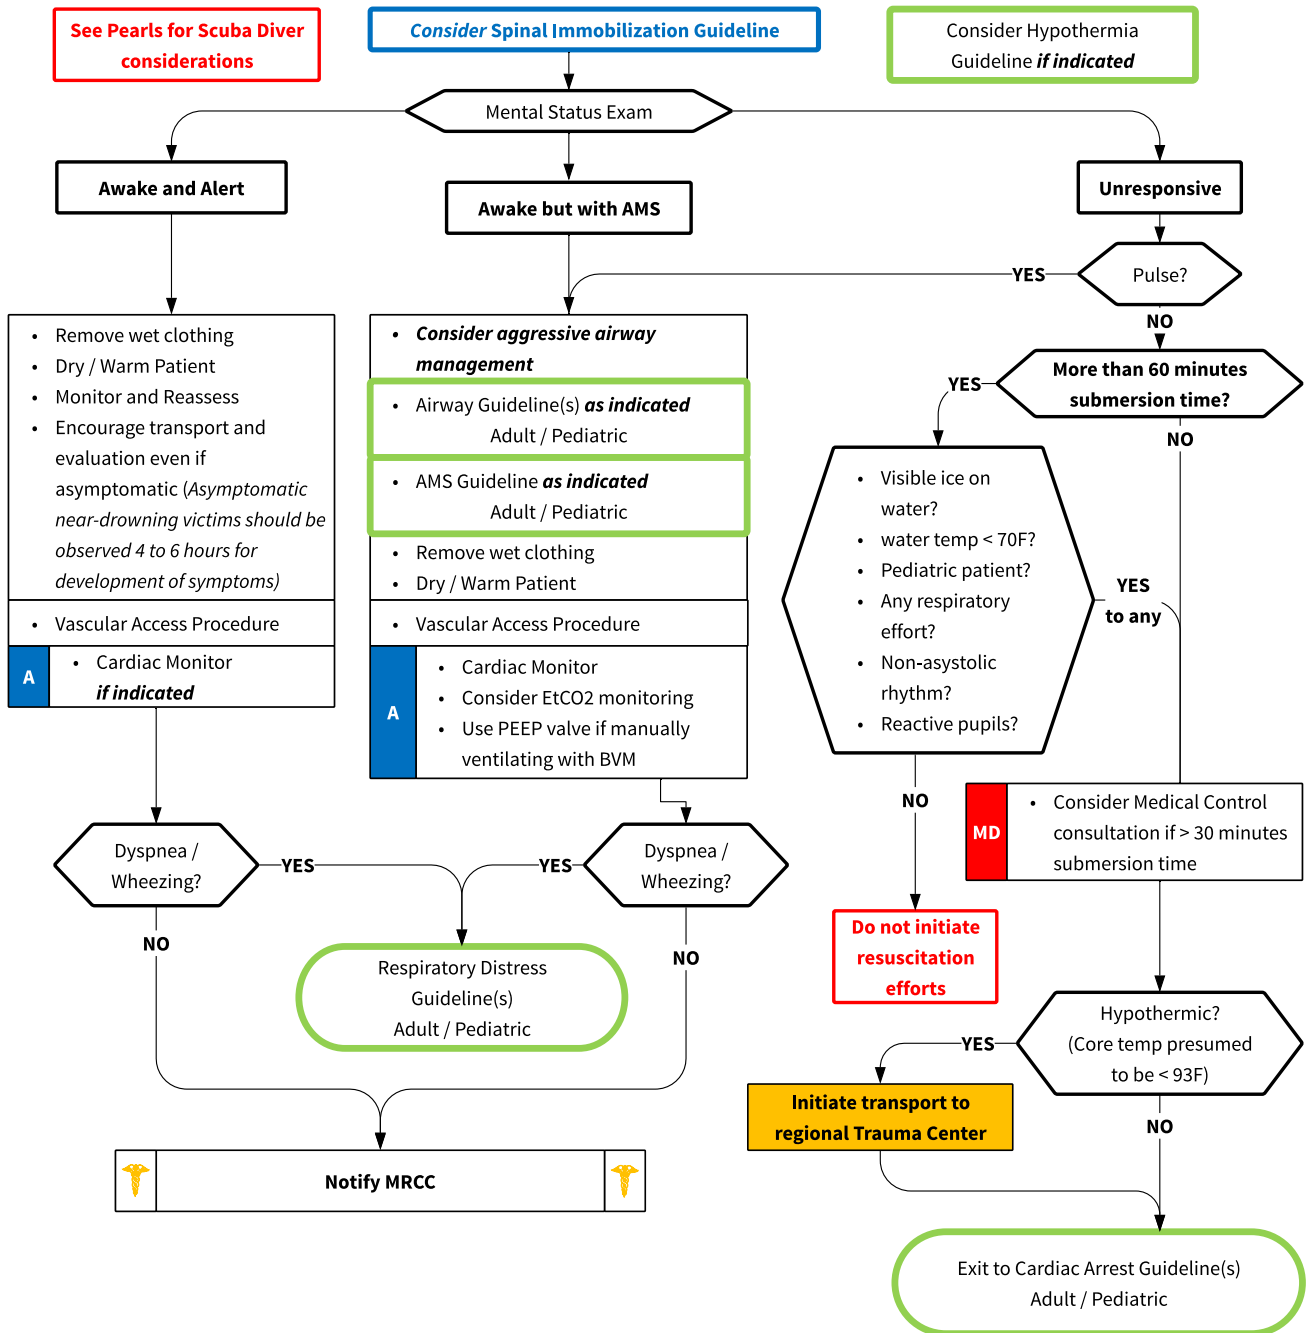 See Pearls for Scuba Diver
considerations
Consider Spinal Immobilization Guideline
Consider Hypothermia
Guideline if indicated
Mental Status Exam
Awake and Alert
Awake but with AMS
Unresponsive
Pulse?
YES
NO
More than 60 minutes
submersion time?
YES
NO
• Remove wet clothing
• Dry / Warm Patient
• Monitor and Reassess
• Encourage transport and
evaluation even if
asymptomatic (Asymptomatic
near-drowning victims should be
observed 4 to 6 hours for
development of symptoms)
• Vascular Access Procedure
A
• Cardiac Monitor
if indicated
• Consider aggressive airway
management
• Airway Guideline(s) as indicated
Adult / Pediatric
• AMS Guideline as indicated
Adult / Pediatric
• Remove wet clothing
• Dry / Warm Patient
• Vascular Access Procedure
A
• Cardiac Monitor
• Consider EtCO2 monitoring
• Use PEEP valve if manually
ventilating with BVM
• Visible ice on
water?
• water temp < 70F?
• Pediatric patient?
• Any respiratory
effort?
• Non-asystolic
rhythm?
• Reactive pupils?
YES
to any
NO
MD
• Consider Medical Control
consultation if > 30 minutes
submersion time
Do not initiate
resuscitation
efforts
Dyspnea /
Wheezing?
YES
NO
Dyspnea /
Wheezing?
YES
NO
Respiratory Distress
Guideline(s)
Adult / Pediatric
Hypothermic?
(Core temp presumed
to be < 93F)
YES
NO
Initiate transport to
regional Trauma Center
Notify MRCC
Exit to Cardiac Arrest Guideline(s)
Adult / Pediatric